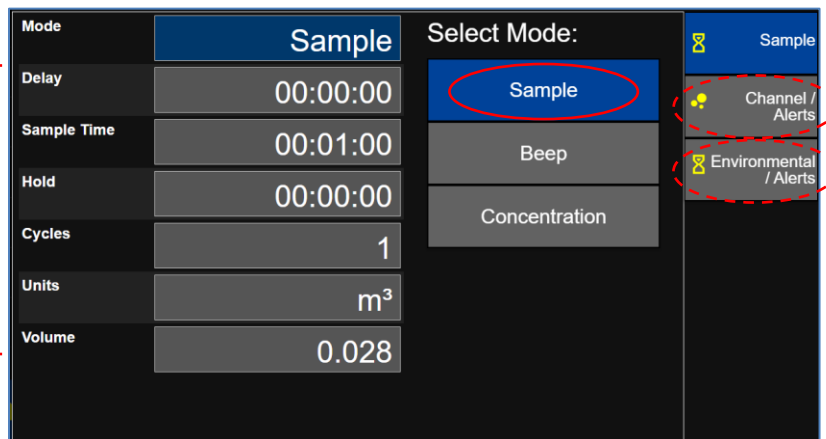 Mode
Sample
Delay
00:00:00
Sample Time
00:01:00
Hold
00:00:00
Cycles
1
Units
m³
Volume
0.028
Select Mode:
Sample
Beep
Concentration
Sample
Channel /
Alerts
Environmental
/ Alerts